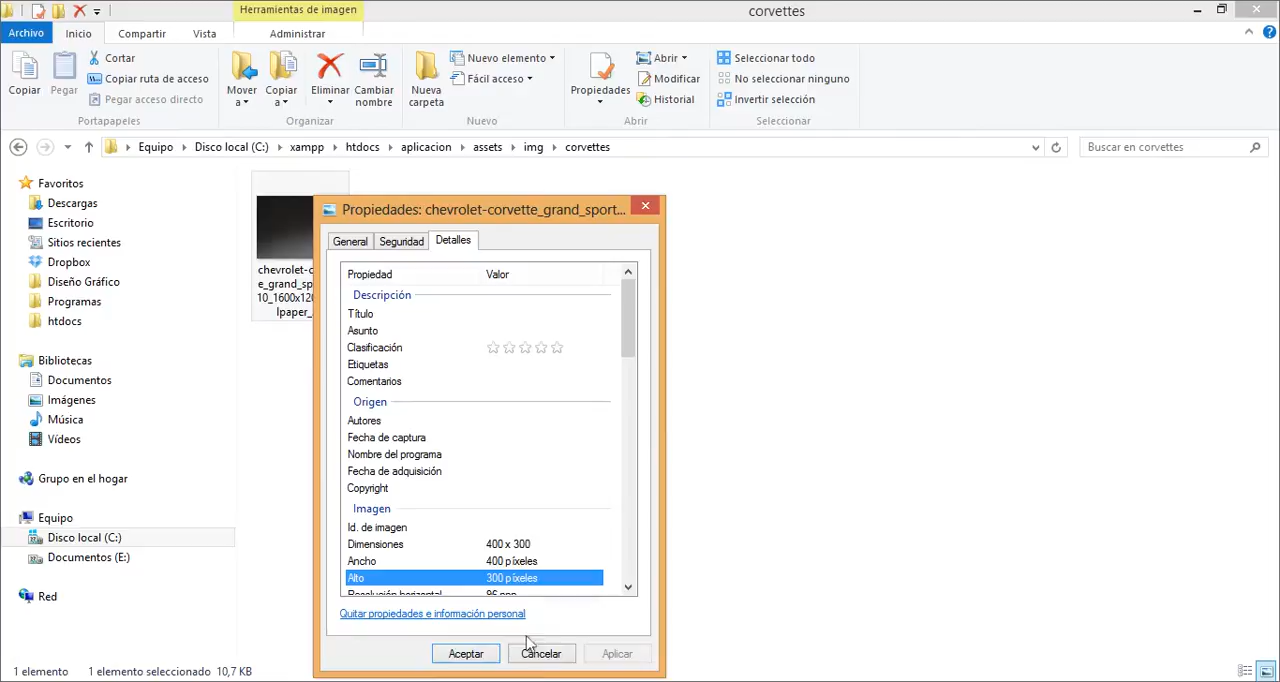 Herramientas de imagen
corvettes
Archivo
Inicio
Compartir
Vista
Administrar
Copiar
Pegar
Cortar
Copiar ruta de acceso
Pegar acceso directo
Portapapeles
Mover a
Copiar a
Eliminar
Cambiar nombre
Organizar
Nueva carpeta
Nuevo elemento
Fácil acceso
Nuevo
Propiedades
Abrir
Modificar
Historial
Abrir
Seleccionar todo
No seleccionar ninguno
Invertir selección
Seleccionar
Equipo
Disco local (C:)
xampp
htdocs
aplicacion
assets
img
corvettes
Buscar en corvettes
Favoritos
Descargas
Escritorio
Sitios recientes
Dropbox
Diseño Gráfico
Programas
htdocs
Bibliotecas
Documentos
Imágenes
Música
Vídeos
Grupo en el hogar
Equipo
Disco local (C:)
Documentos (E:)
Red
chevrolet-c
e_grand_sp
10_1600x120
lpaper_
Propiedades: chevrolet-corvette_grand_sport...
General
Seguridad
Detalles
Propiedad Valor
Descripción
Título
Asunto
Clasificación
Etiquetas
Comentarios
Origen
Autores
Fecha de captura
Nombre del programa
Fecha de adquisición
Copyright
Imagen
Id. de imagen
Dimensiones 400 x 300
Ancho 400 píxeles
Alto 300 píxeles
Resolución horizontal 96 ppp
Quitar propiedades e información personal
Aceptar
Cancelar
Aplicar
1 elemento
1 elemento seleccionado 10,7 KB